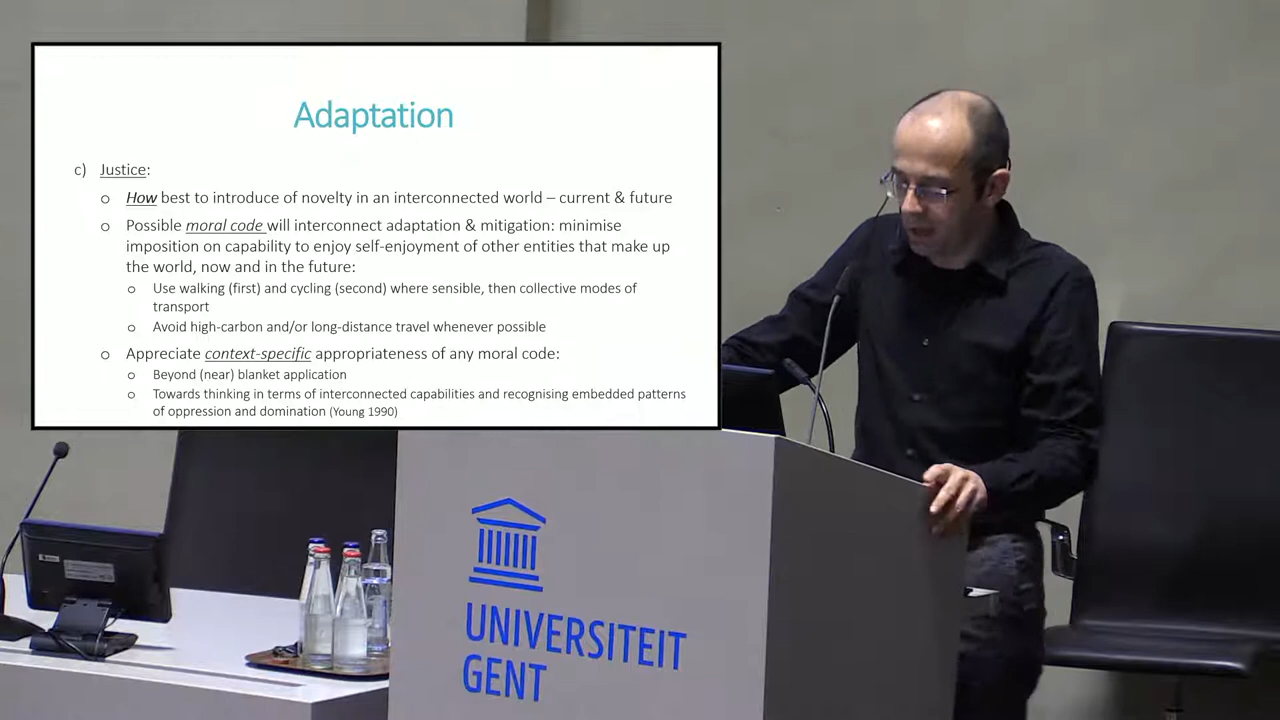 Adaptation
c) Justice:
o How best to introduce of novelty in an interconnected world – current & future
o Possible moral code will interconnect adaptation & mitigation: minimise
imposition on capability to enjoy self-enjoyment of other entities that make up
the world, now and in the future:
o Use walking (first) and cycling (second) where sensible, then collective modes of
transport
o Avoid high-carbon and/or long-distance travel whenever possible
o Appreciate context-specific appropriateness of any moral code:
o Beyond (near) blanket application
o Towards thinking in terms of interconnected capabilities and recognising embedded patterns
of oppression and domination (Young 1990)
UNIVERSITEIT
GENT